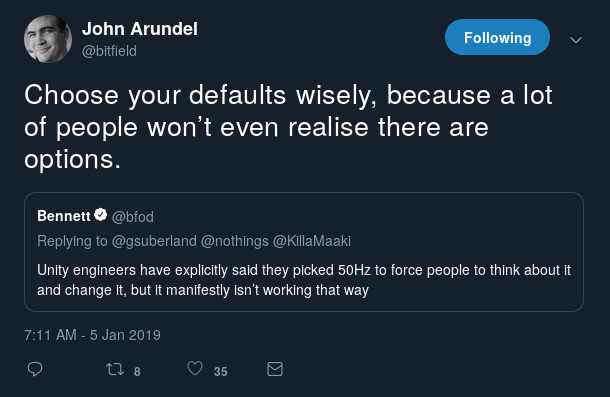 John Arundel
@bitfield
Following
Choose your defaults wisely, because a lot
of people won’t even realise there are
options.
Bennett @bfod
Replying to @gsuberland @nothings @KillaMaaki
Unity engineers have explicitly said they picked 50Hz to force people to think about it
and change it, but it manifestly isn’t working that way
7:11 AM - 5 Jan 2019
8 35